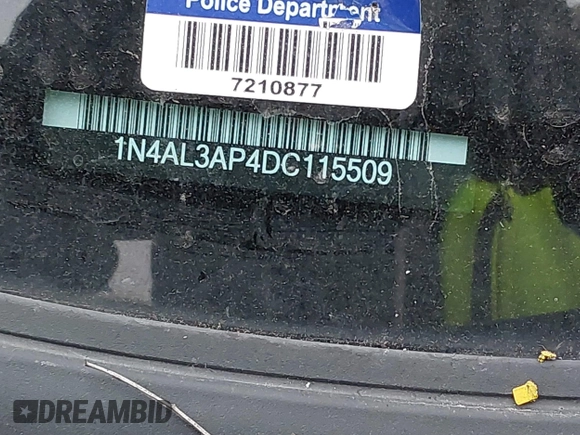 Police Department
7210877
1N4AL3AP4DC115509
DREAMBID